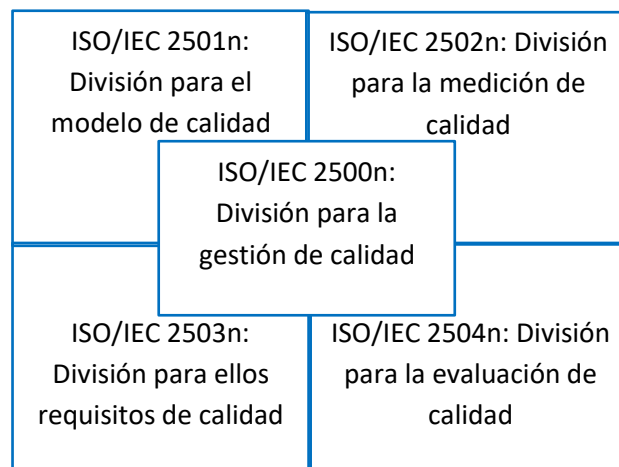 ISO/IEC 2501n:
División para el
modelo de calidad
ISO/IEC 2502n: División
para la medición de
calidad
ISO/IEC 2500n:
División para la
gestión de calidad
ISO/IEC 2503n:
División para ellos
requisitos de calidad
ISO/IEC 2504n: División
para la evaluación de
calidad